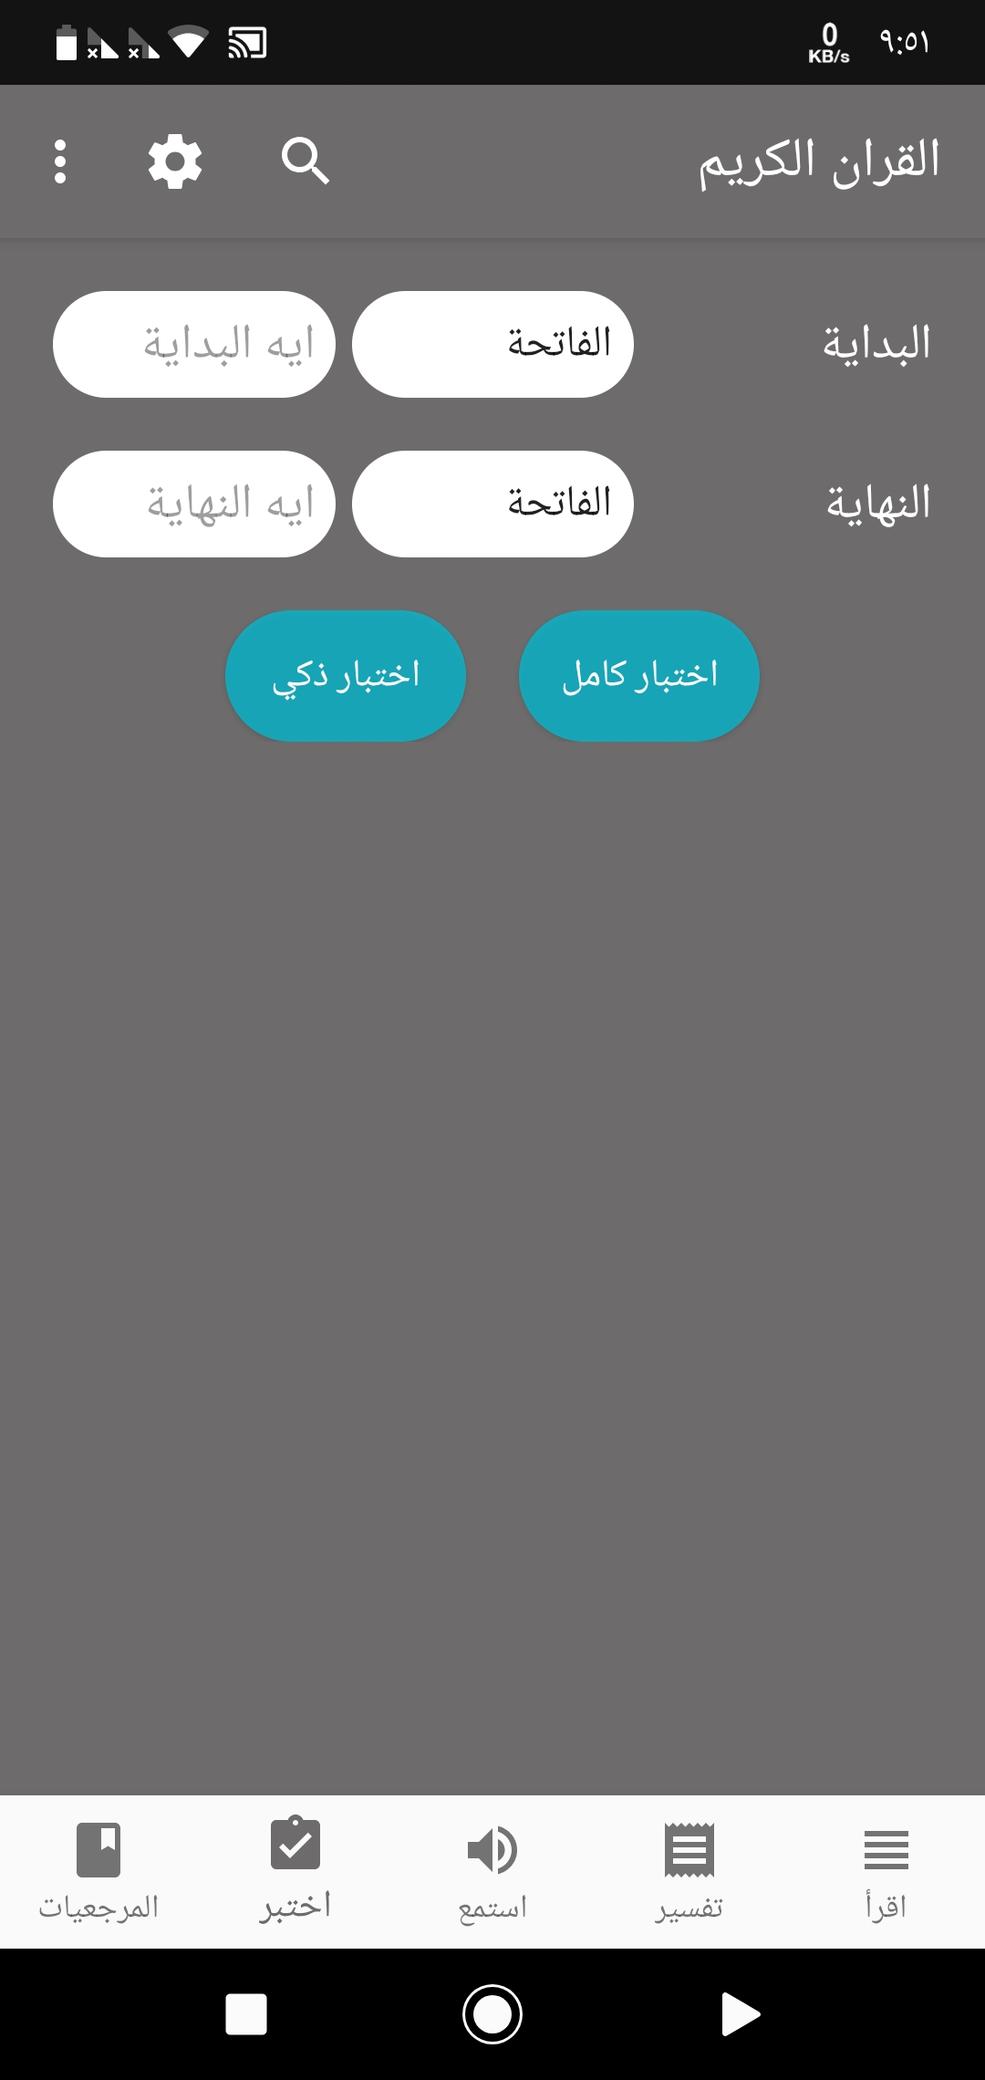 ٩:٥١
0
KB/s
القران الكريم
البداية الفاتحة ايه البداية
النهاية الفاتحة ايه النهاية
اختبار كامل اختبار ذكي
اقرأ تفسير استمع اختبر المرجعيات